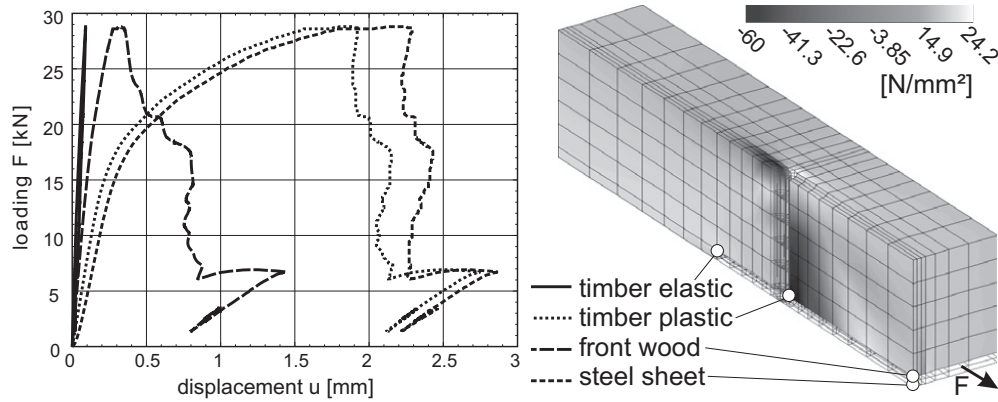 loading F [kN]
30
25
20
15
10
5
0
0
0.5
1
1.5
2
2.5
3
displacement u [mm]
-60
-41.3
-22.6
-3.85
14.9
24.2
[N/mm²]
timber elastic
timber plastic
front wood
steel sheet
F